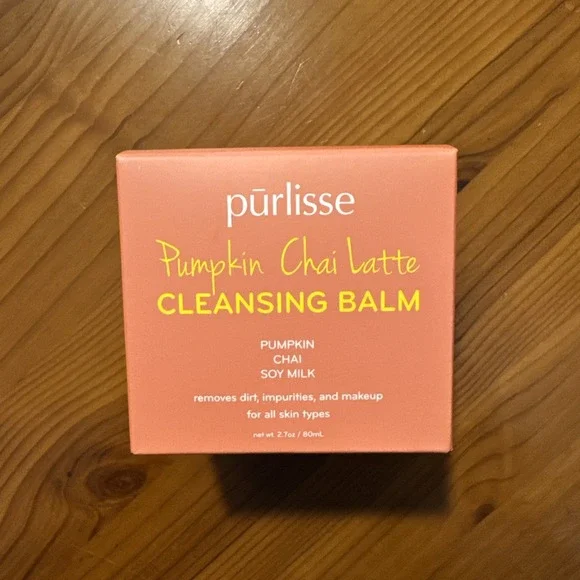 pūrlisse
Pumpkin Chai Latte
CLEANSING BALM
PUMPKIN
CHAI
SOY MILK
removes dirt, impurities, and makeup
for all skin types
net wt. 2.7oz / 80mL